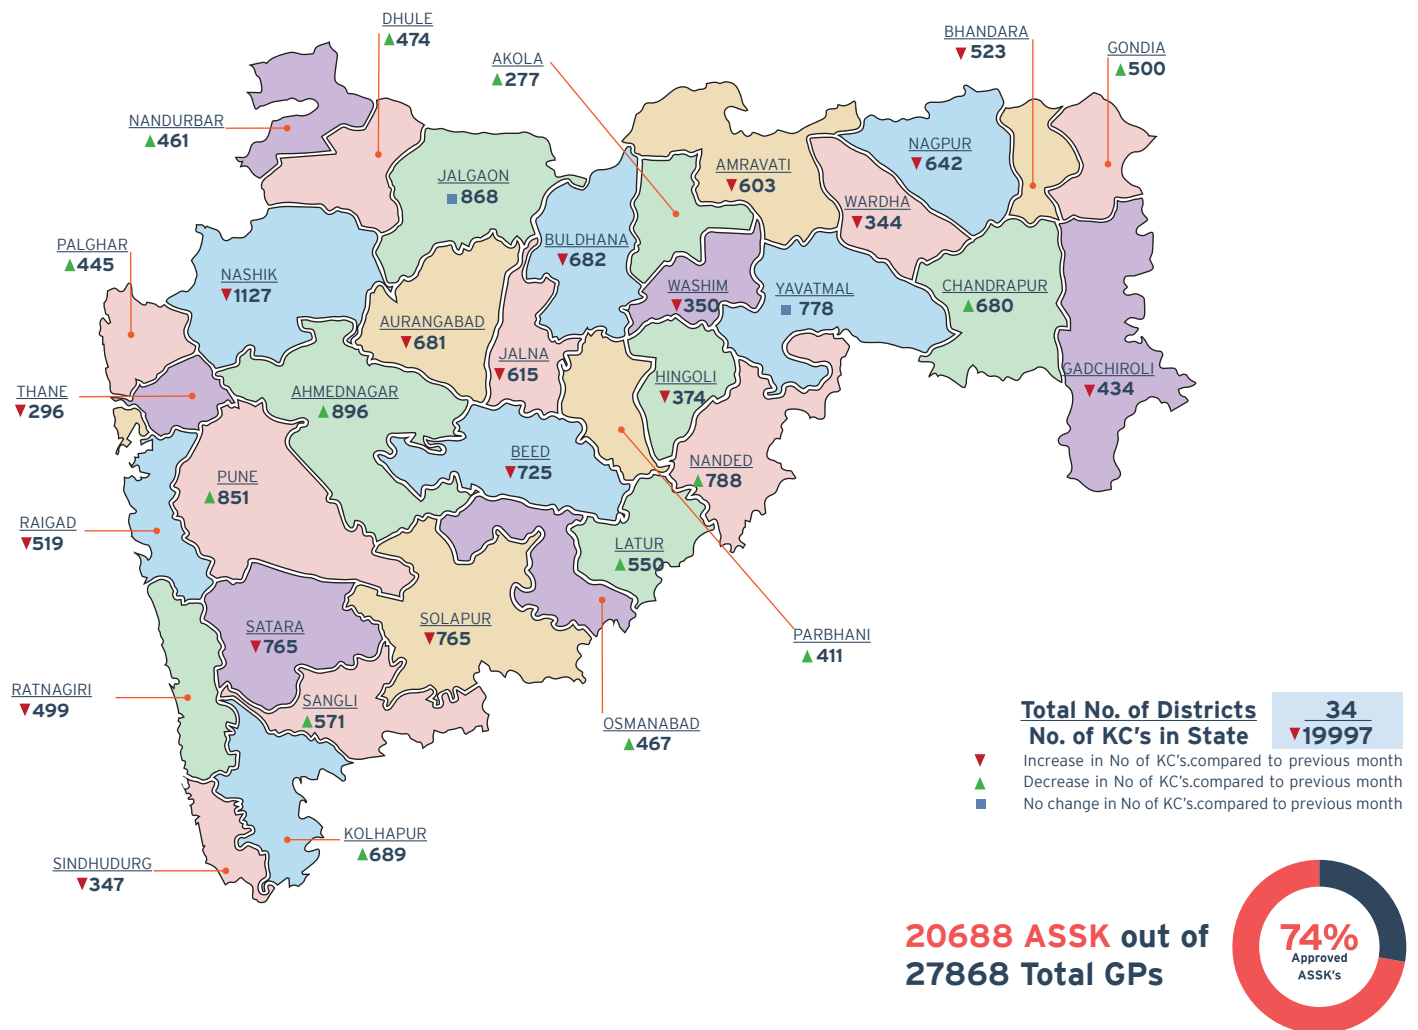 DHULE
▲474
AKOLA
▲277
BHANDARA
▼523
GONDIA
▲500
NANDURBAR
▲461
JALGAON
■868
AMRAVATI
▼603
NAGPUR
▼642
WARDHA
▼344
PALGHAR
▲445
NASHIK
▼1127
BULDHANA
▼682
WASHIM
▼350
YAVATMAL
■ 778
CHANDRAPUR
▲680
AURANGABAD
▼681
JALNA
▼615
HINGOLI
▼374
GADCHIROLI
▼434
THANE
▼296
AHMEDNAGAR
▲896
BEED
▼725
NANDED
▲788
PUNE
▲851
RAIGAD
▼519
LATUR
▲550
SATARA
▼765
SOLAPUR
▼765
PARBHANI
▲411
RATNAGIRI
▼499
SANGLI
▲571
OSMANABAD
▲467
KOLHAPUR
▲689
SINDHUDURG
▼347
Total No. of Districts 34
No. of KC's in State ▼19997
▼ Increase in No of KC's.compared to previous month
▲ Decrease in No of KC's.compared to previous month
■ No change in No of KC's.compared to previous month
20688 ASSK out of
27868 Total GPs
74%
Approved
ASSK's